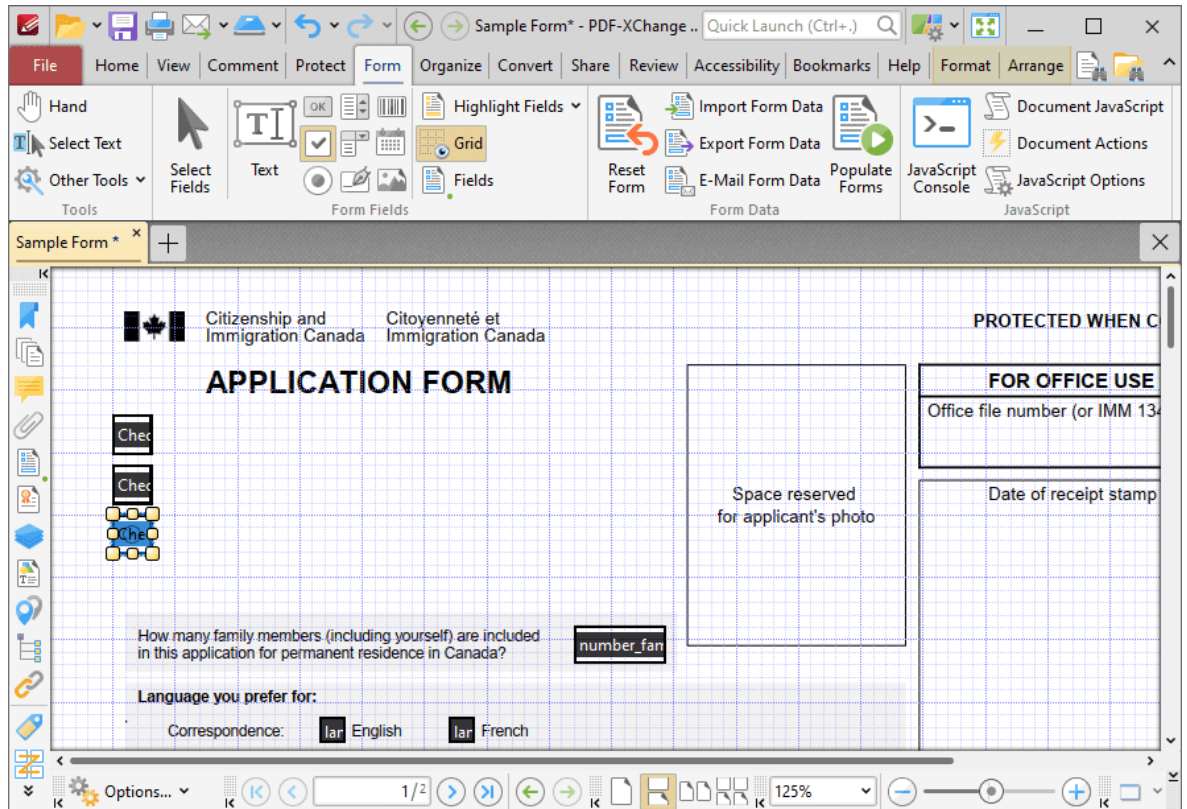 Sample Form* - PDF-XChange ..
Quick Launch (Ctrl+.)
File Home View Comment Protect Form Organize Convert Share Review Accessibility Bookmarks Help Format Arrange
Hand
Select Text
Other Tools
Tools
Select Fields
Text
OK
Highlight Fields
Grid
Fields
Form Fields
Reset Form
Import Form Data
Export Form Data
E-Mail Form Data
Populate Forms
Form Data
JavaScript Console
Document JavaScript
Document Actions
JavaScript Options
JavaScript
Sample Form *
Citizenship and Citoyenneté et
Immigration Canada Immigration Canada
PROTECTED WHEN C
APPLICATION FORM
FOR OFFICE USE
Office file number (or IMM 134
Chec
Chec
Che
Space reserved
for applicant's photo
Date of receipt stamp
How many family members (including yourself) are included
in this application for permanent residence in Canada?
number_fam
Language you prefer for:
Correspondence: lan English lan French
Options... 1/2 125%